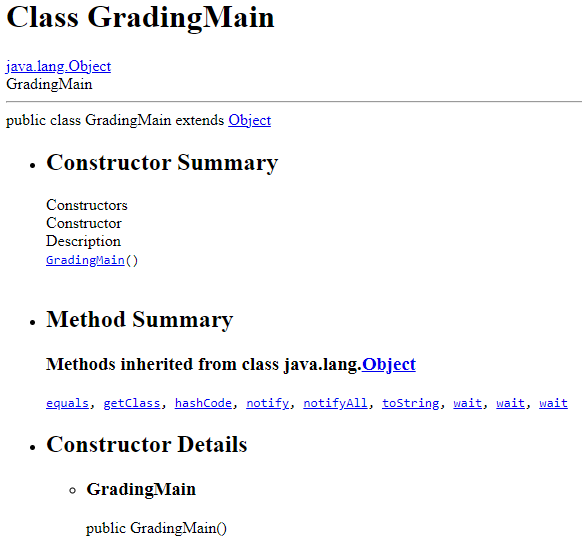 Class GradingMain
java.lang.Object
GradingMain
public class GradingMain extends Object
Constructor Summary
Constructors
Constructor
Description
GradingMain()
Method Summary
Methods inherited from class java.lang.Object
equals, getClass, hashCode, notify, notifyAll, toString, wait, wait, wait
Constructor Details
GradingMain
public GradingMain()